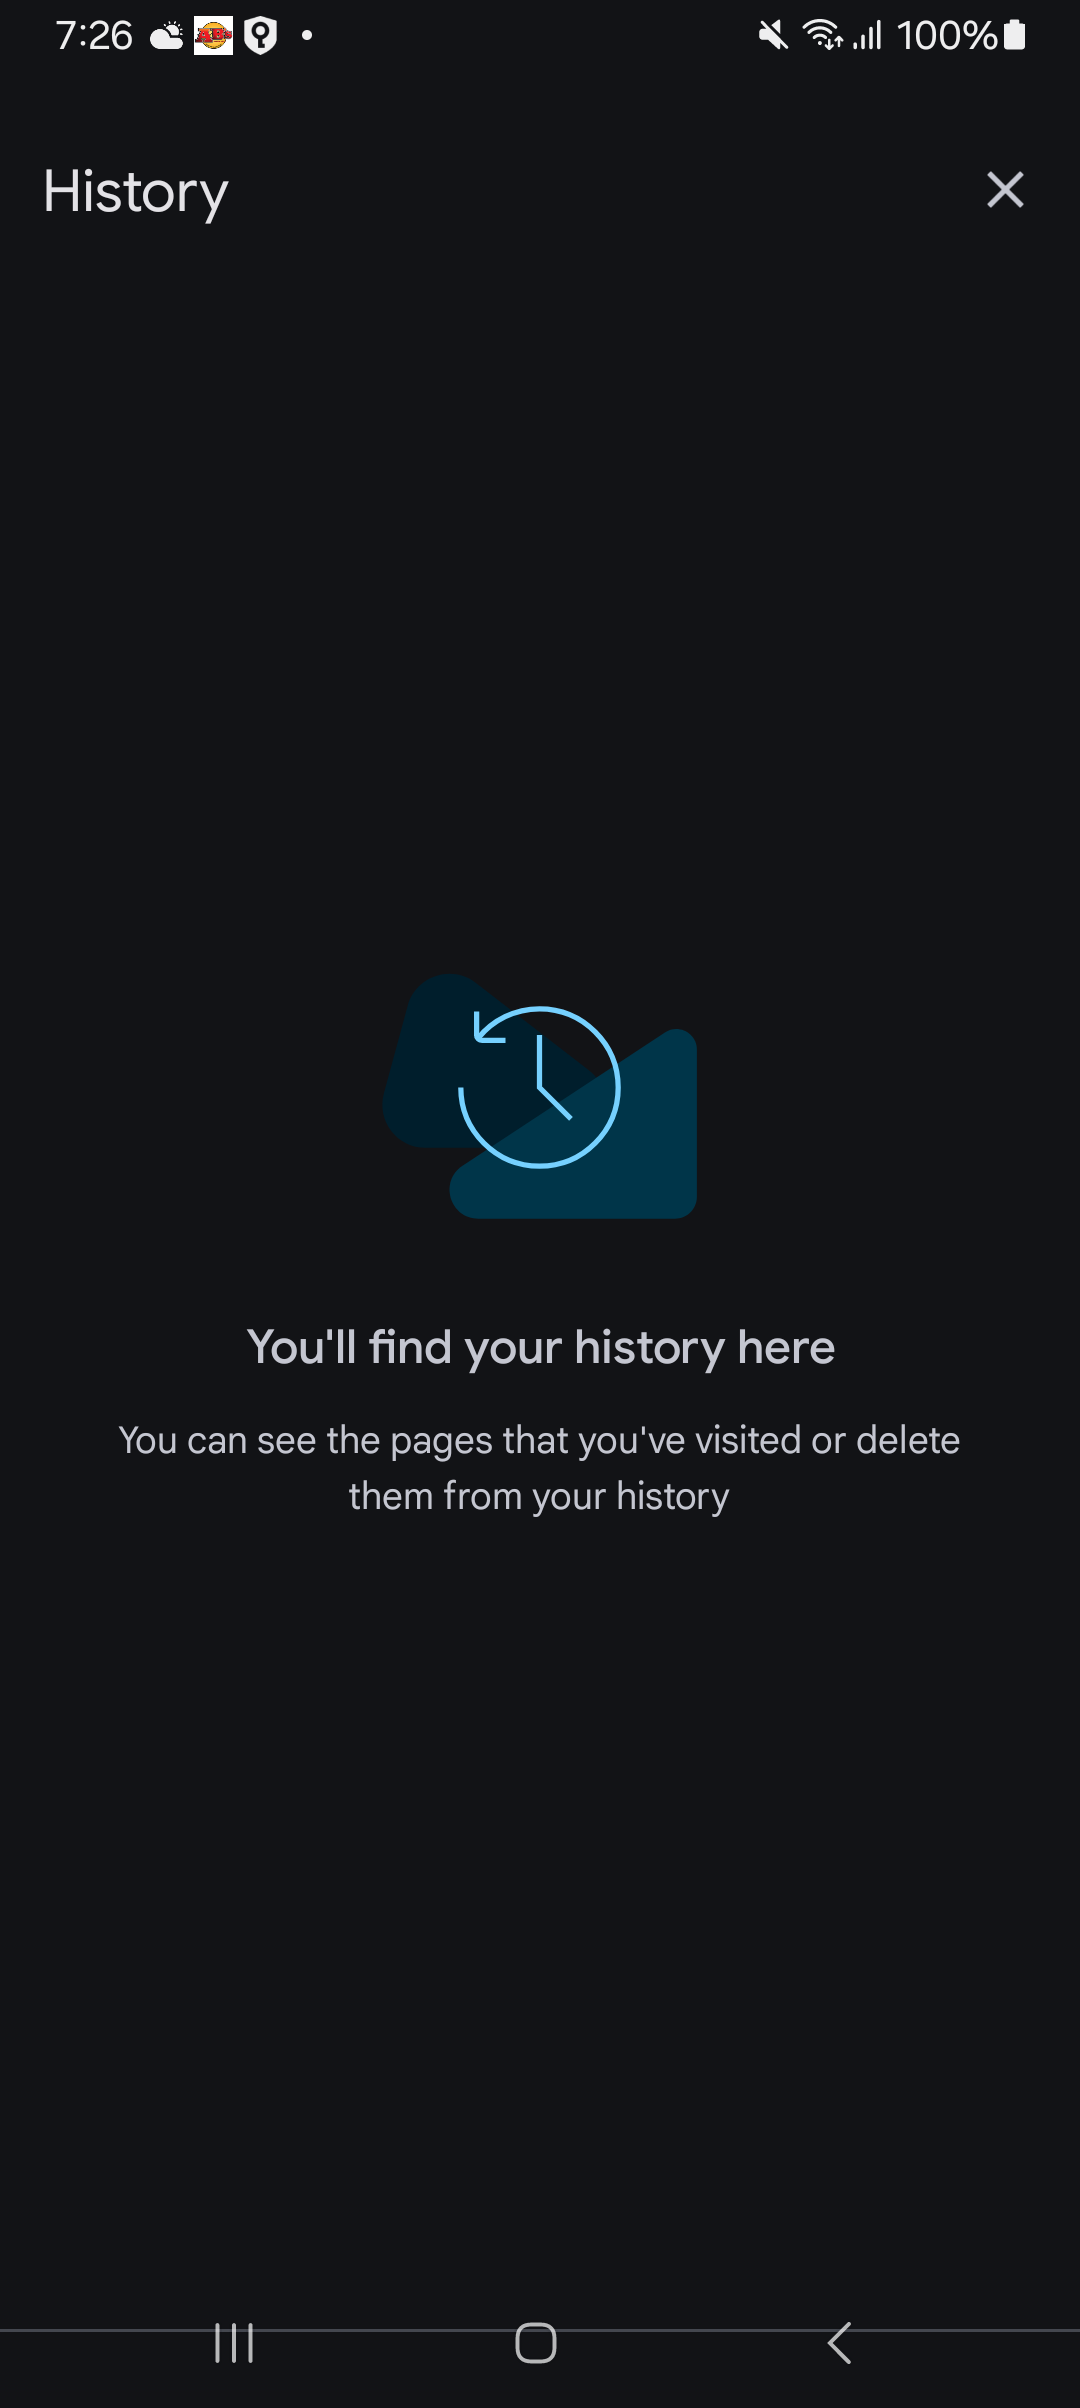 7:26 100%
History
You'll find your history here
You can see the pages that you've visited or delete
them from your history